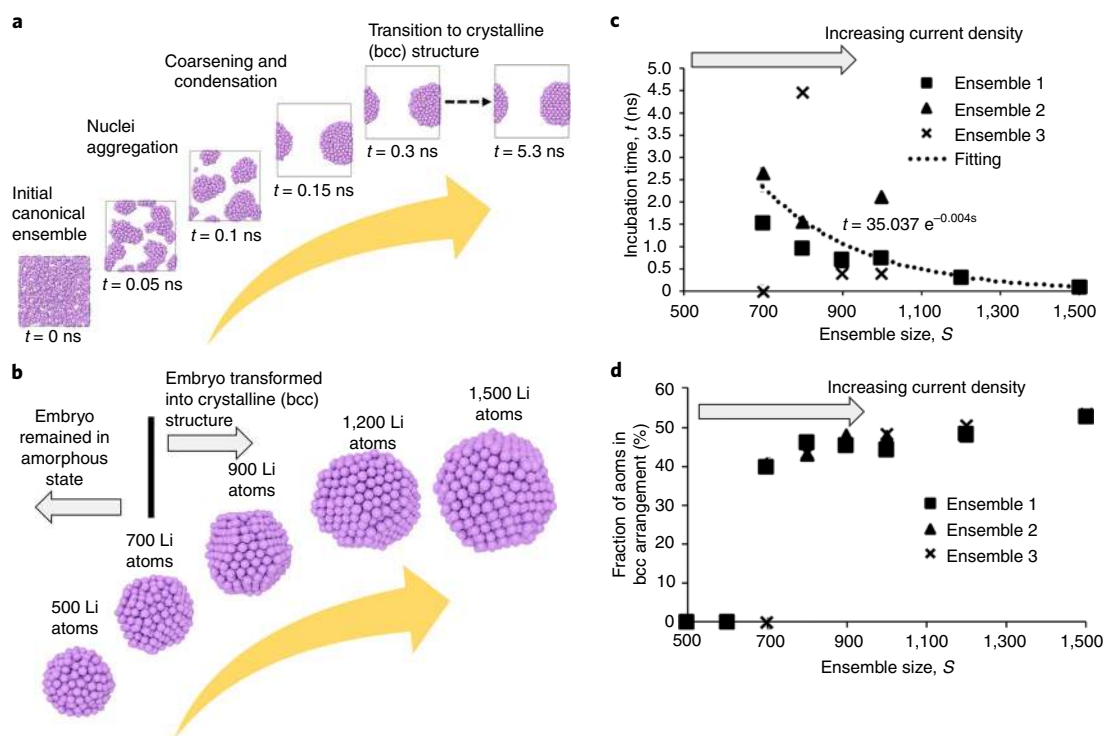 a
Initial
canonical
ensemble
t = 0 ns
t = 0.05 ns
Nuclei
aggregation
t = 0.1 ns
Coarsening and
condensation
t = 0.15 ns
Transition to crystalline
(bcc) structure
t = 0.3 ns
t = 5.3 ns
b
Embryo
remained in
amorphous
state
Embryo transformed
into crystalline (bcc)
structure
500 Li
atoms
700 Li
atoms
900 Li
atoms
1,200 Li
atoms
1,500 Li
atoms
c
Increasing current density
Incubation time, t (ns)
5.0
4.5
4.0
3.5
3.0
2.5
2.0
1.5
1.0
0.5
0
Ensemble 1
Ensemble 2
Ensemble 3
Fitting
t = 35.037 e–0.004s
500 700 900 1,100 1,300 1,500
Ensemble size, S
d
Increasing current density
Fraction of aoms in
bcc arrangement (%)
60
50
40
30
20
10
0
Ensemble 1
Ensemble 2
Ensemble 3
500 700 900 1,100 1,300 1,500
Ensemble size, S